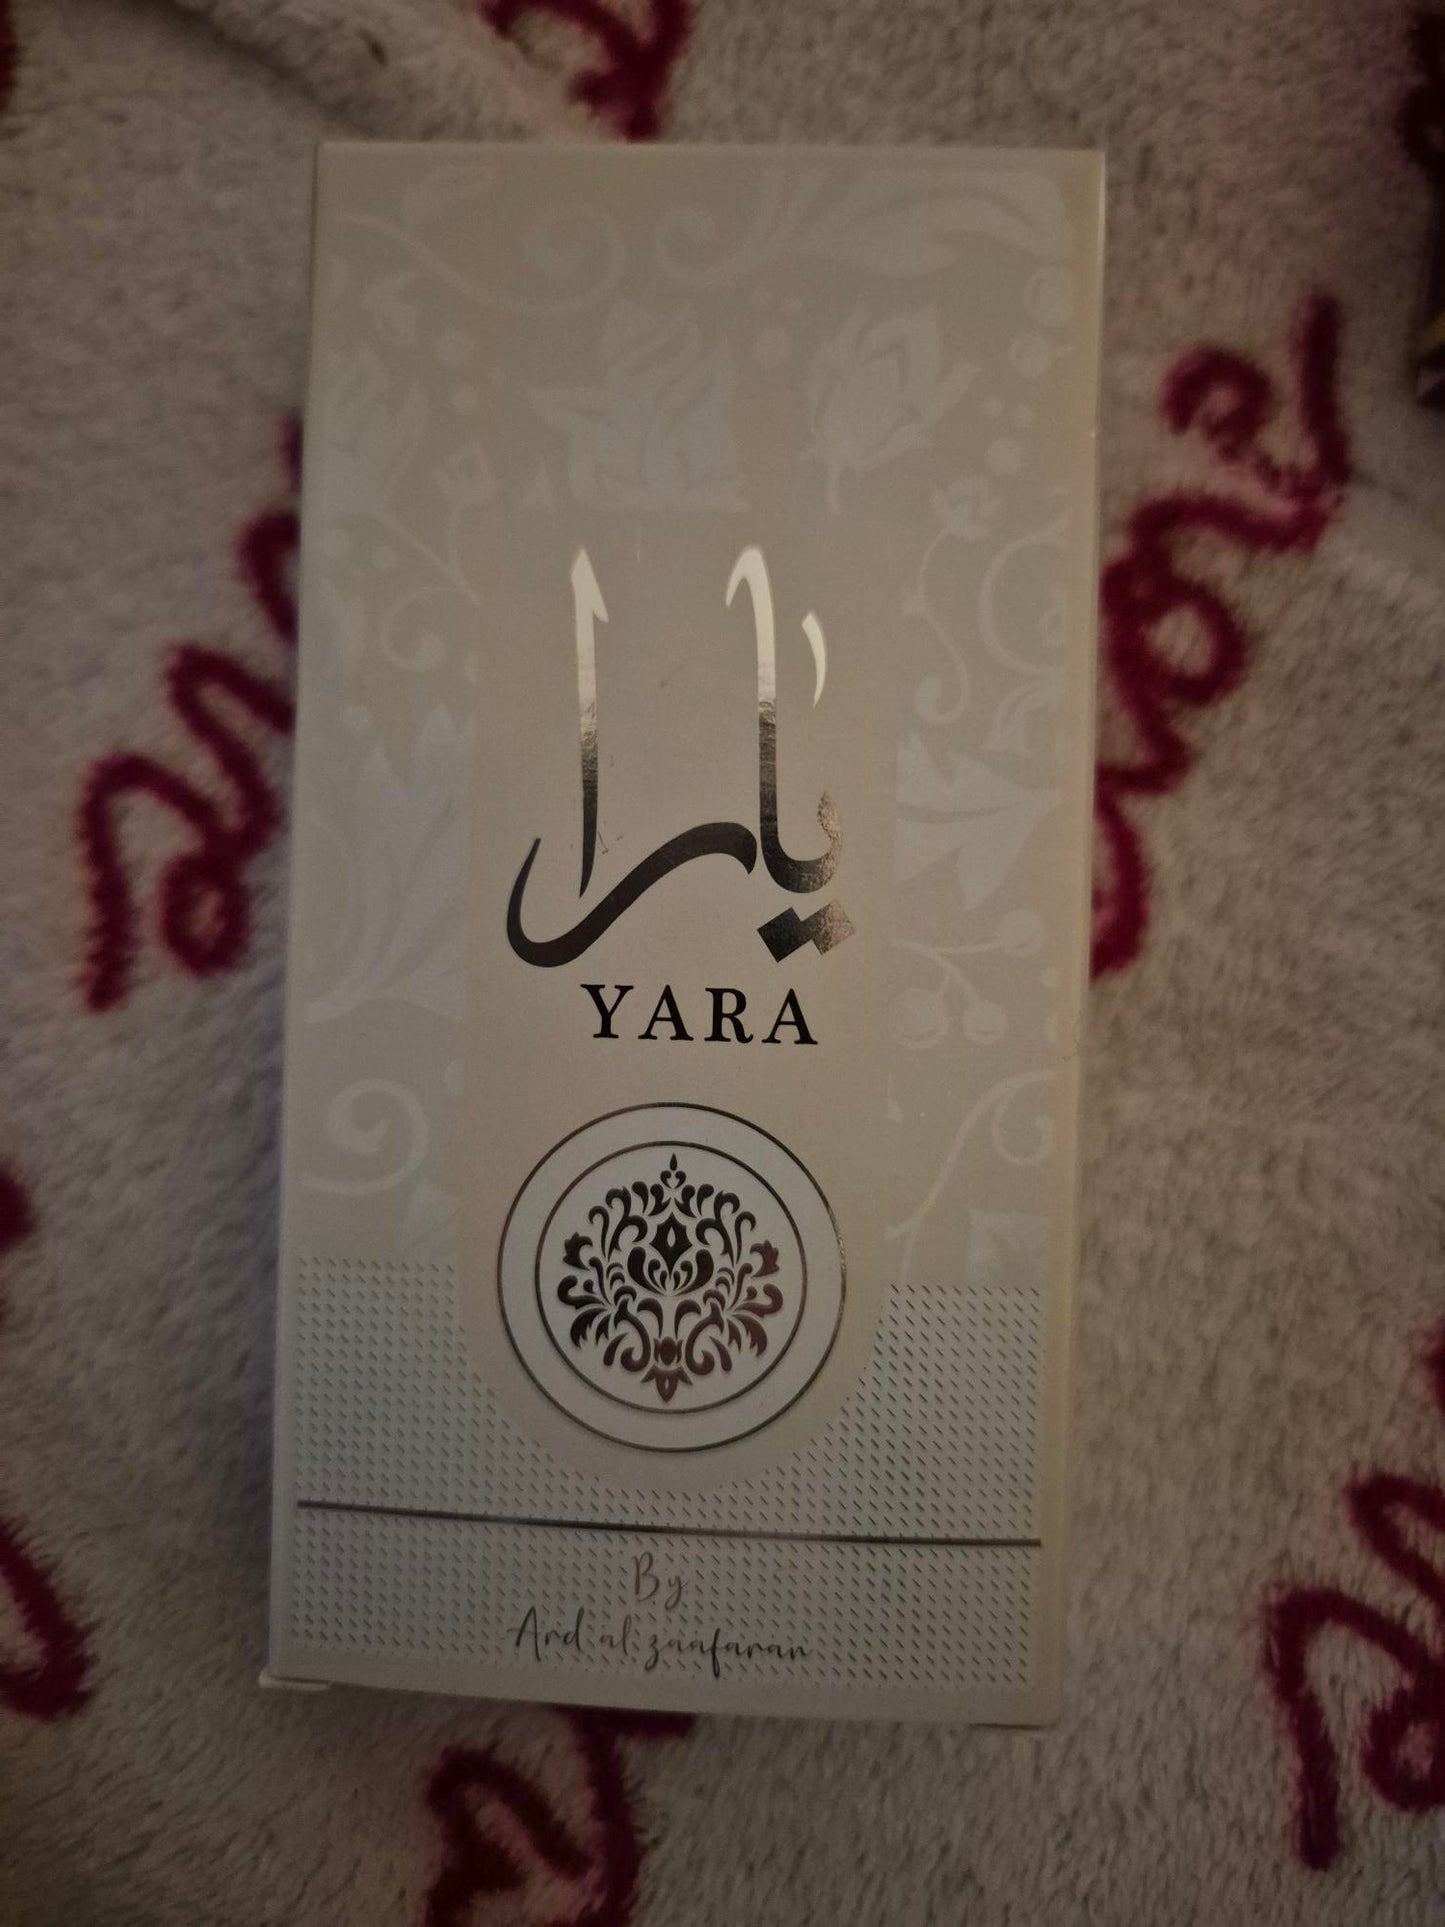 يارا
YARA
By
Ard al zaafaran